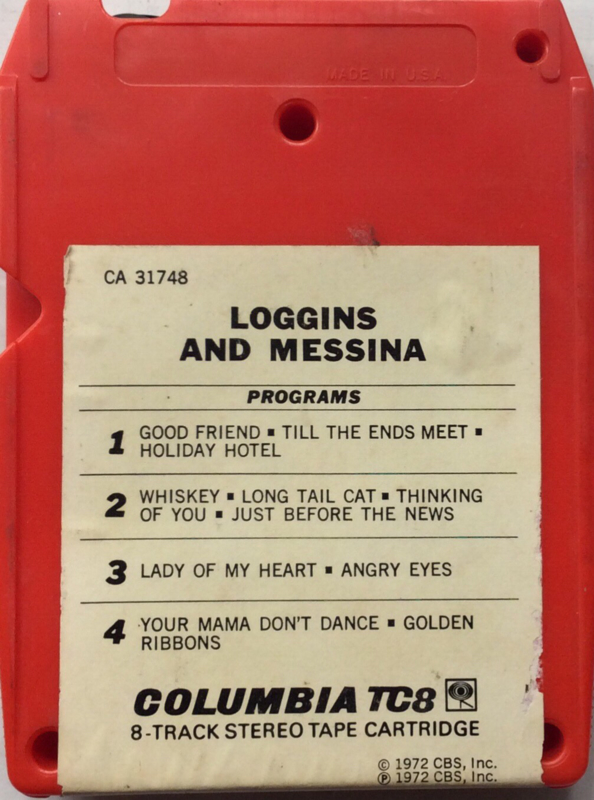 MADE IN U.S.A.
CA 31748
LOGGINS
AND MESSINA
PROGRAMS
1 GOOD FRIEND ▪ TILL THE ENDS MEET ▪
HOLIDAY HOTEL
2 WHISKEY ▪ LONG TAIL CAT ▪ THINKING
OF YOU ▪ JUST BEFORE THE NEWS
3 LADY OF MY HEART ▪ ANGRY EYES
4 YOUR MAMA DON'T DANCE ▪ GOLDEN
RIBBONS
COLUMBIA TC8
8-TRACK STEREO TAPE CARTRIDGE
© 1972 CBS, Inc.
℗ 1972 CBS, Inc.